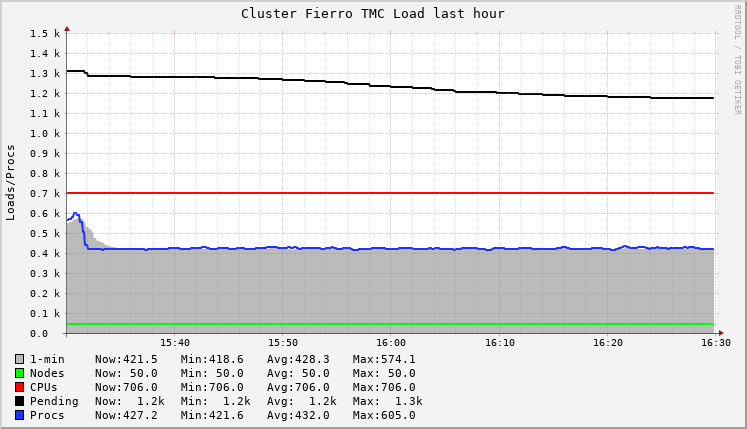 Cluster Fierro TMC Load last hour
RRDTOOL / TOBI OETIKER
Loads/Procs
1.5 k
1.4 k
1.3 k
1.2 k
1.1 k
1.0 k
0.9 k
0.8 k
0.7 k
0.6 k
0.5 k
0.4 k
0.3 k
0.2 k
0.1 k
0.0
15:40 15:50 16:00 16:10 16:20 16:30
1-min Now:421.5 Min:418.6 Avg:428.3 Max:574.1
Nodes Now: 50.0 Min: 50.0 Avg: 50.0 Max: 50.0
CPUs Now:706.0 Min:706.0 Avg:706.0 Max:706.0
Pending Now: 1.2k Min: 1.2k Avg: 1.2k Max: 1.3k
Procs Now:427.2 Min:421.6 Avg:432.0 Max:605.0